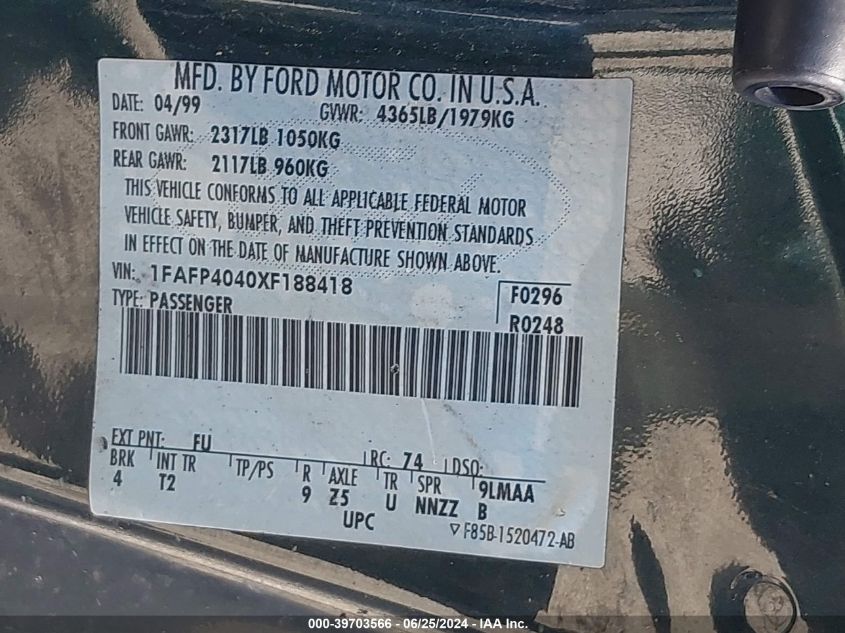 MFD. BY FORD MOTOR CO. IN U.S.A.
DATE: 04/99 GVWR: 4365LB/1979KG
FRONT GAWR: 2317LB 1050KG
REAR GAWR: 2117LB 960KG
THIS VEHICLE CONFORMS TO ALL APPLICABLE FEDERAL MOTOR
VEHICLE SAFETY, BUMPER, AND THEFT PREVENTION STANDARDS
IN EFFECT ON THE DATE OF MANUFACTURE SHOWN ABOVE.
VIN: 1FAFP4040XF188418 F0296
TYPE: PASSENGER R0248
EXT PNT: FU RC: 74 DSO:
BRK INT TR TP/PS R AXLE TR SPR 9LMAA
4 T2 9 Z5 U NNZZ B
UPC F85B-1520472-AB
000-39703566 - 06/25/2024 - IAA Inc.